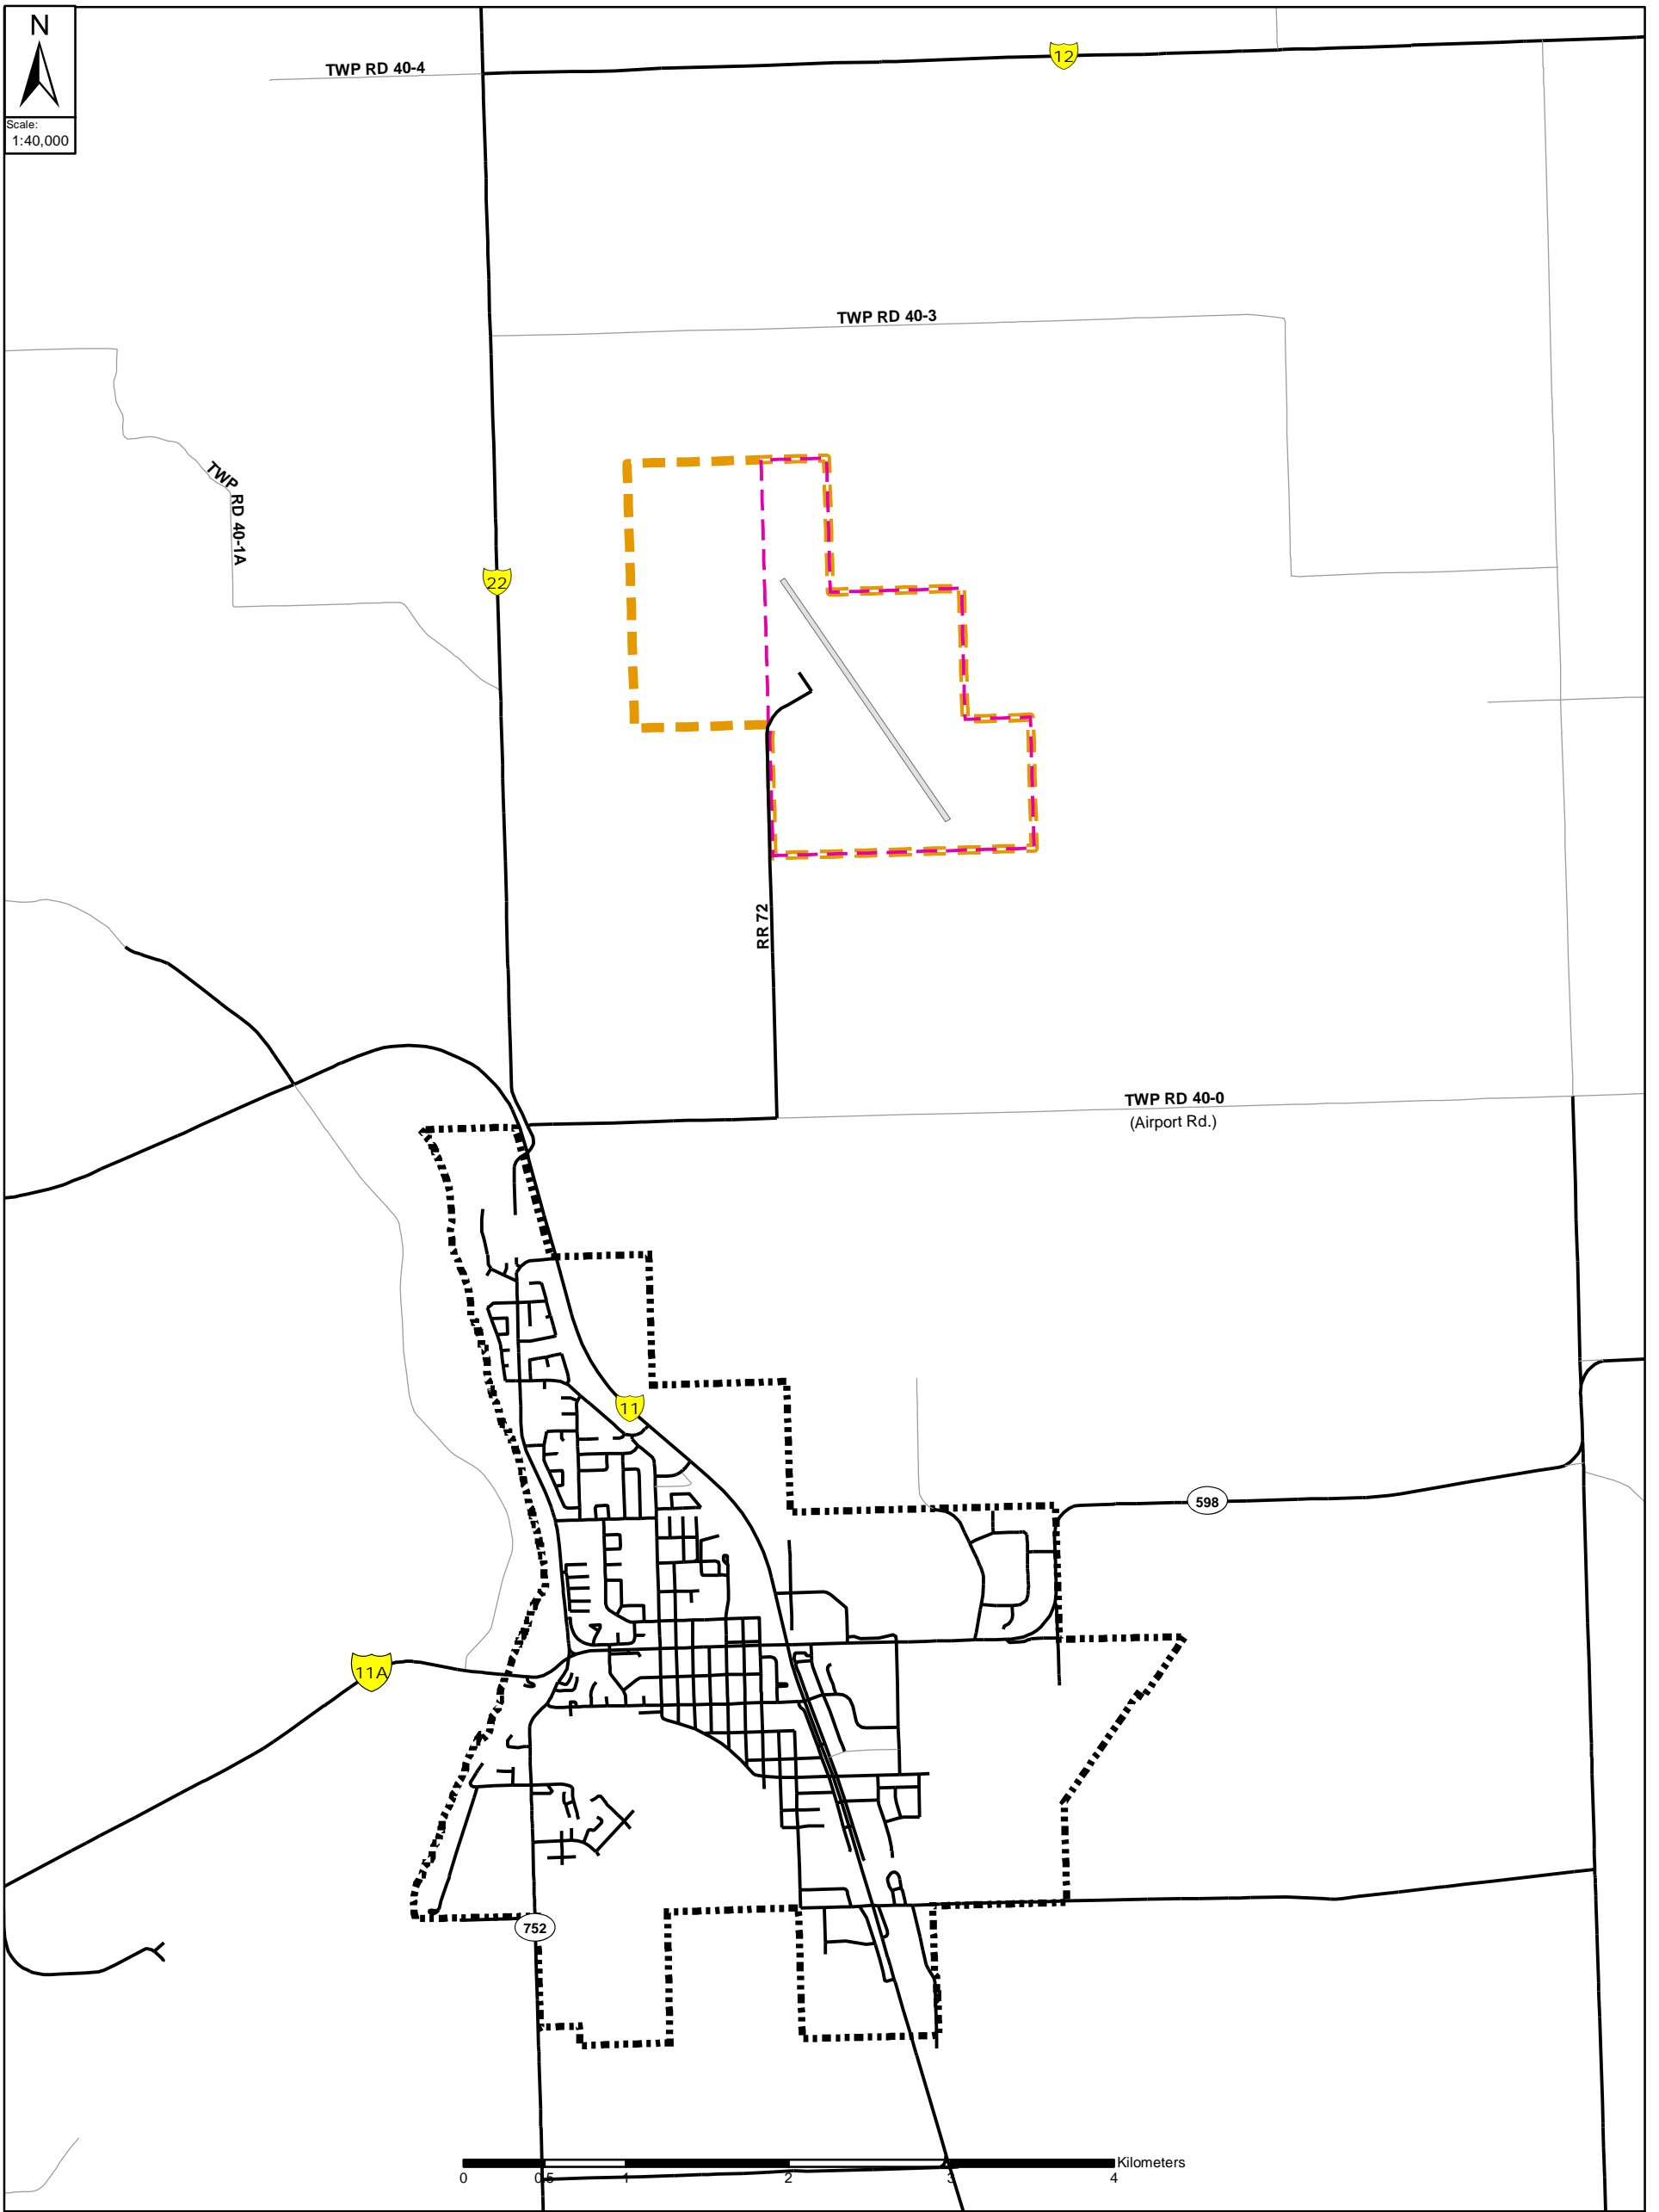 N
Scale:
1:40,000
12
TWP RD 40-4
TWP RD 40-3
TWP RD 40-1A
22
RR 72
TWP RD 40-0
(Airport Rd.)
11
598
11A
752
Kilometers
0 0.5 1 2 3 4